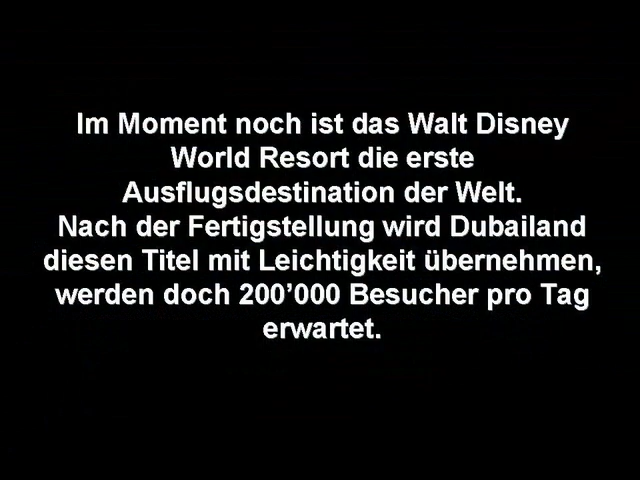 Im Moment noch ist das Walt Disney
World Resort die erste
Ausflugsdestination der Welt.
Nach der Fertigstellung wird Dubailand
diesen Titel mit Leichtigkeit übernehmen,
werden doch 200’000 Besucher pro Tag
erwartet.